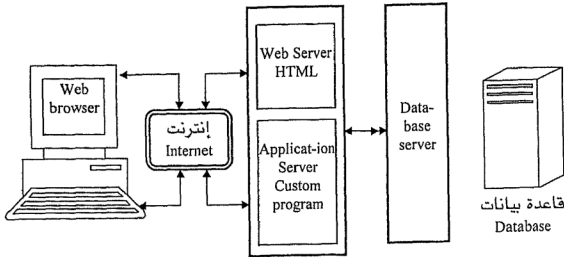 Web
browser
إنترنت
Internet
Web Server
HTML
Applicat-ion
Server
Custom
program
Data-
base
server
قاعدة بيانات
Database